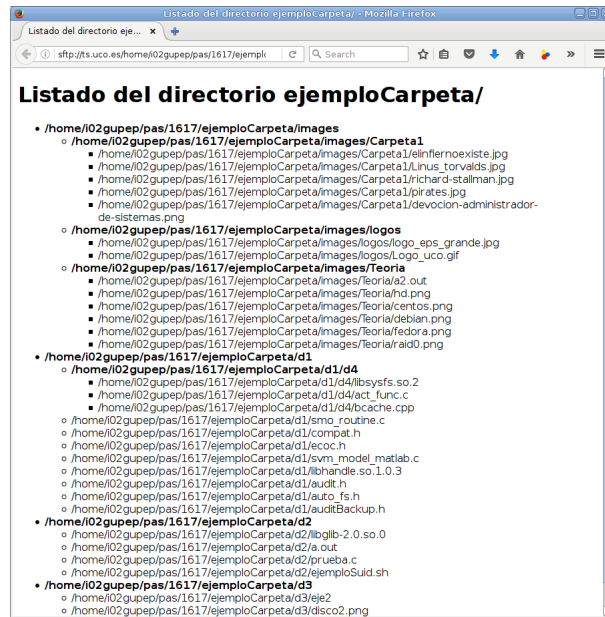 Listado del directorio ejemploCarpeta/ - Mozilla Firefox
Listado del directorio eje...
sftp://ts.uco.es/home/i02gupep/pas/1617/ejempl
Search
Listado del directorio ejemploCarpeta/
/home/i02gupep/pas/1617/ejemploCarpeta/images
/home/i02gupep/pas/1617/ejemploCarpeta/images/Carpeta1
/home/i02gupep/pas/1617/ejemploCarpeta/images/Carpeta1/elinfiernoexiste.jpg
/home/i02gupep/pas/1617/ejemploCarpeta/images/Carpeta1/Linus_torvalds.jpg
/home/i02gupep/pas/1617/ejemploCarpeta/images/Carpeta1/richard-stallman.jpg
/home/i02gupep/pas/1617/ejemploCarpeta/images/Carpeta1/pirates.jpg
/home/i02gupep/pas/1617/ejemploCarpeta/images/Carpeta1/devocion-administrador-
de-sistemas.png
/home/i02gupep/pas/1617/ejemploCarpeta/images/logos
/home/i02gupep/pas/1617/ejemploCarpeta/images/logos/logo_eps_grande.jpg
/home/i02gupep/pas/1617/ejemploCarpeta/images/logos/Logo_uco.gif
/home/i02gupep/pas/1617/ejemploCarpeta/images/Teoria
/home/i02gupep/pas/1617/ejemploCarpeta/images/Teoria/a2.out
/home/i02gupep/pas/1617/ejemploCarpeta/images/Teoria/hd.png
/home/i02gupep/pas/1617/ejemploCarpeta/images/Teoria/centos.png
/home/i02gupep/pas/1617/ejemploCarpeta/images/Teoria/debian.png
/home/i02gupep/pas/1617/ejemploCarpeta/images/Teoria/fedora.png
/home/i02gupep/pas/1617/ejemploCarpeta/images/Teoria/raid0.png
/home/i02gupep/pas/1617/ejemploCarpeta/d1
/home/i02gupep/pas/1617/ejemploCarpeta/d1/d4
/home/i02gupep/pas/1617/ejemploCarpeta/d1/d4/libsysfs.so.2
/home/i02gupep/pas/1617/ejemploCarpeta/d1/d4/act_func.c
/home/i02gupep/pas/1617/ejemploCarpeta/d1/d4/bcache.cpp
/home/i02gupep/pas/1617/ejemploCarpeta/d1/smo_routine.c
/home/i02gupep/pas/1617/ejemploCarpeta/d1/compat.h
/home/i02gupep/pas/1617/ejemploCarpeta/d1/ecoc.h
/home/i02gupep/pas/1617/ejemploCarpeta/d1/svm_model_matlab.c
/home/i02gupep/pas/1617/ejemploCarpeta/d1/libhandle.so.1.0.3
/home/i02gupep/pas/1617/ejemploCarpeta/d1/audit.h
/home/i02gupep/pas/1617/ejemploCarpeta/d1/auto_fs.h
/home/i02gupep/pas/1617/ejemploCarpeta/d1/auditBackup.h
/home/i02gupep/pas/1617/ejemploCarpeta/d2
/home/i02gupep/pas/1617/ejemploCarpeta/d2/libglib-2.0.so.0
/home/i02gupep/pas/1617/ejemploCarpeta/d2/a.out
/home/i02gupep/pas/1617/ejemploCarpeta/d2/prueba.c
/home/i02gupep/pas/1617/ejemploCarpeta/d2/ejemploSuid.sh
/home/i02gupep/pas/1617/ejemploCarpeta/d3
/home/i02gupep/pas/1617/ejemploCarpeta/d3/eje2
/home/i02gupep/pas/1617/ejemploCarpeta/d3/disco2.png